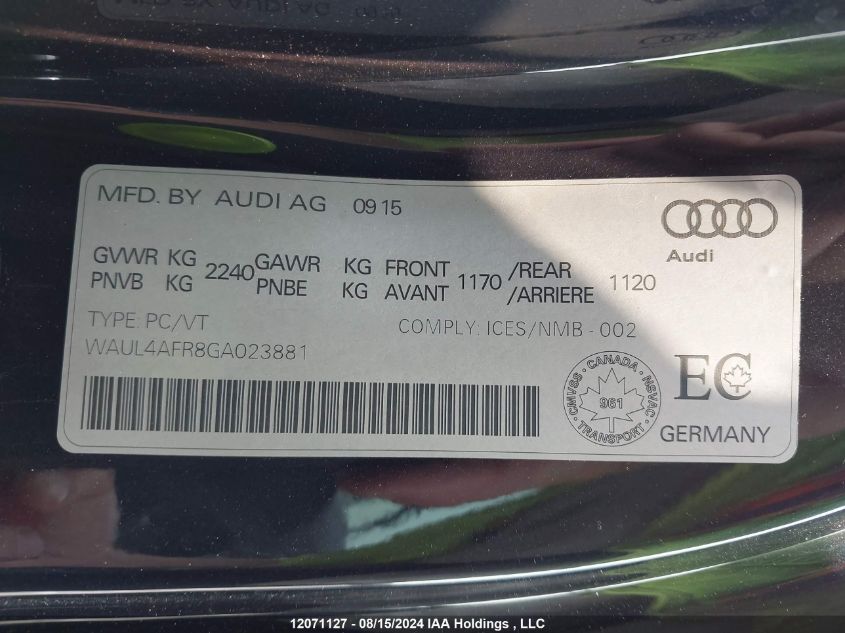 MFD. BY AUDI AG 09 15
Audi
GVWR KG 2240 GAWR KG FRONT 1170 /REAR 1120
PNVB KG PNBE KG AVANT /ARRIERE
TYPE: PC/VT COMPLY: ICES/NMB - 002
WAUL4AFR8GA023881
CANADA
CMVSS NSVAC
961
TRANSPORT
EC
GERMANY
12071127 - 08/15/2024 IAA Holdings , LLC